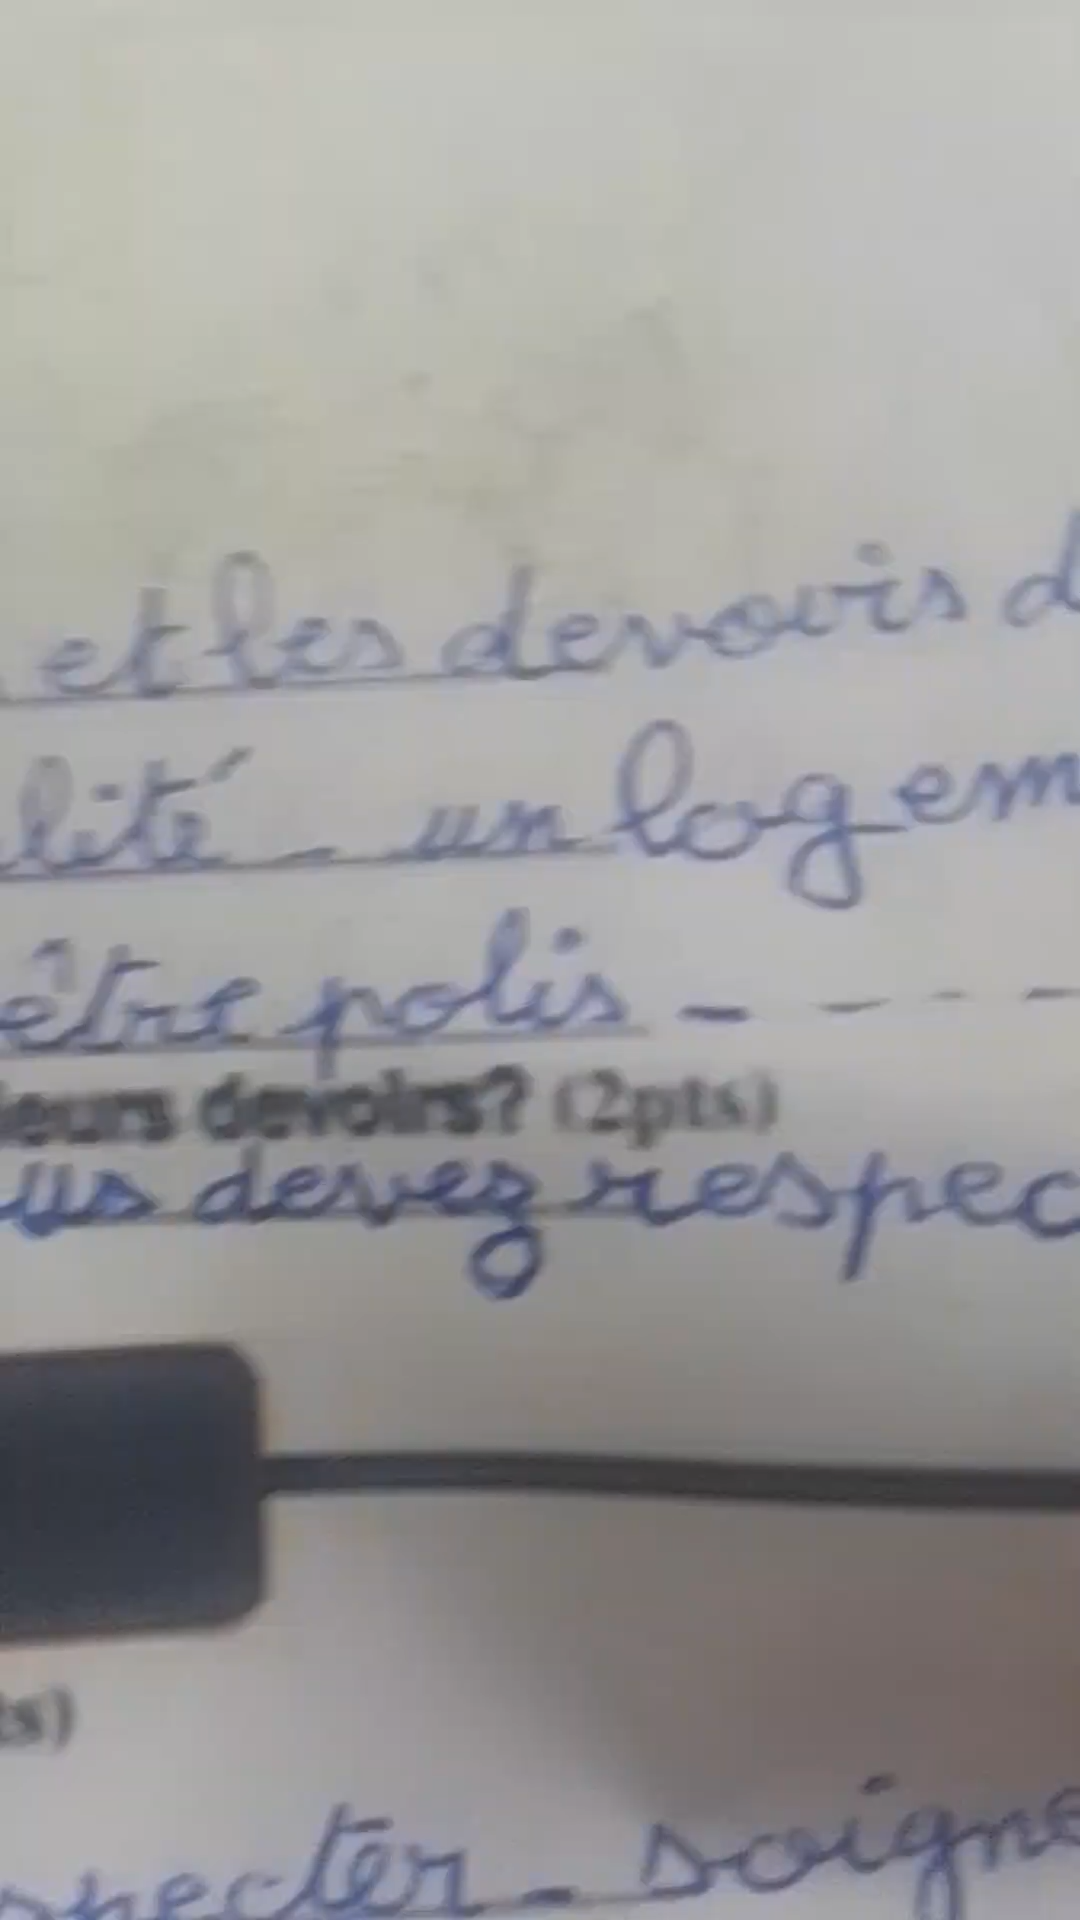 et les devoirs d
lité - un logem
être polis - - - -
leurs devoirs? (2pts)
us devez respec
ts)
specter - soigne